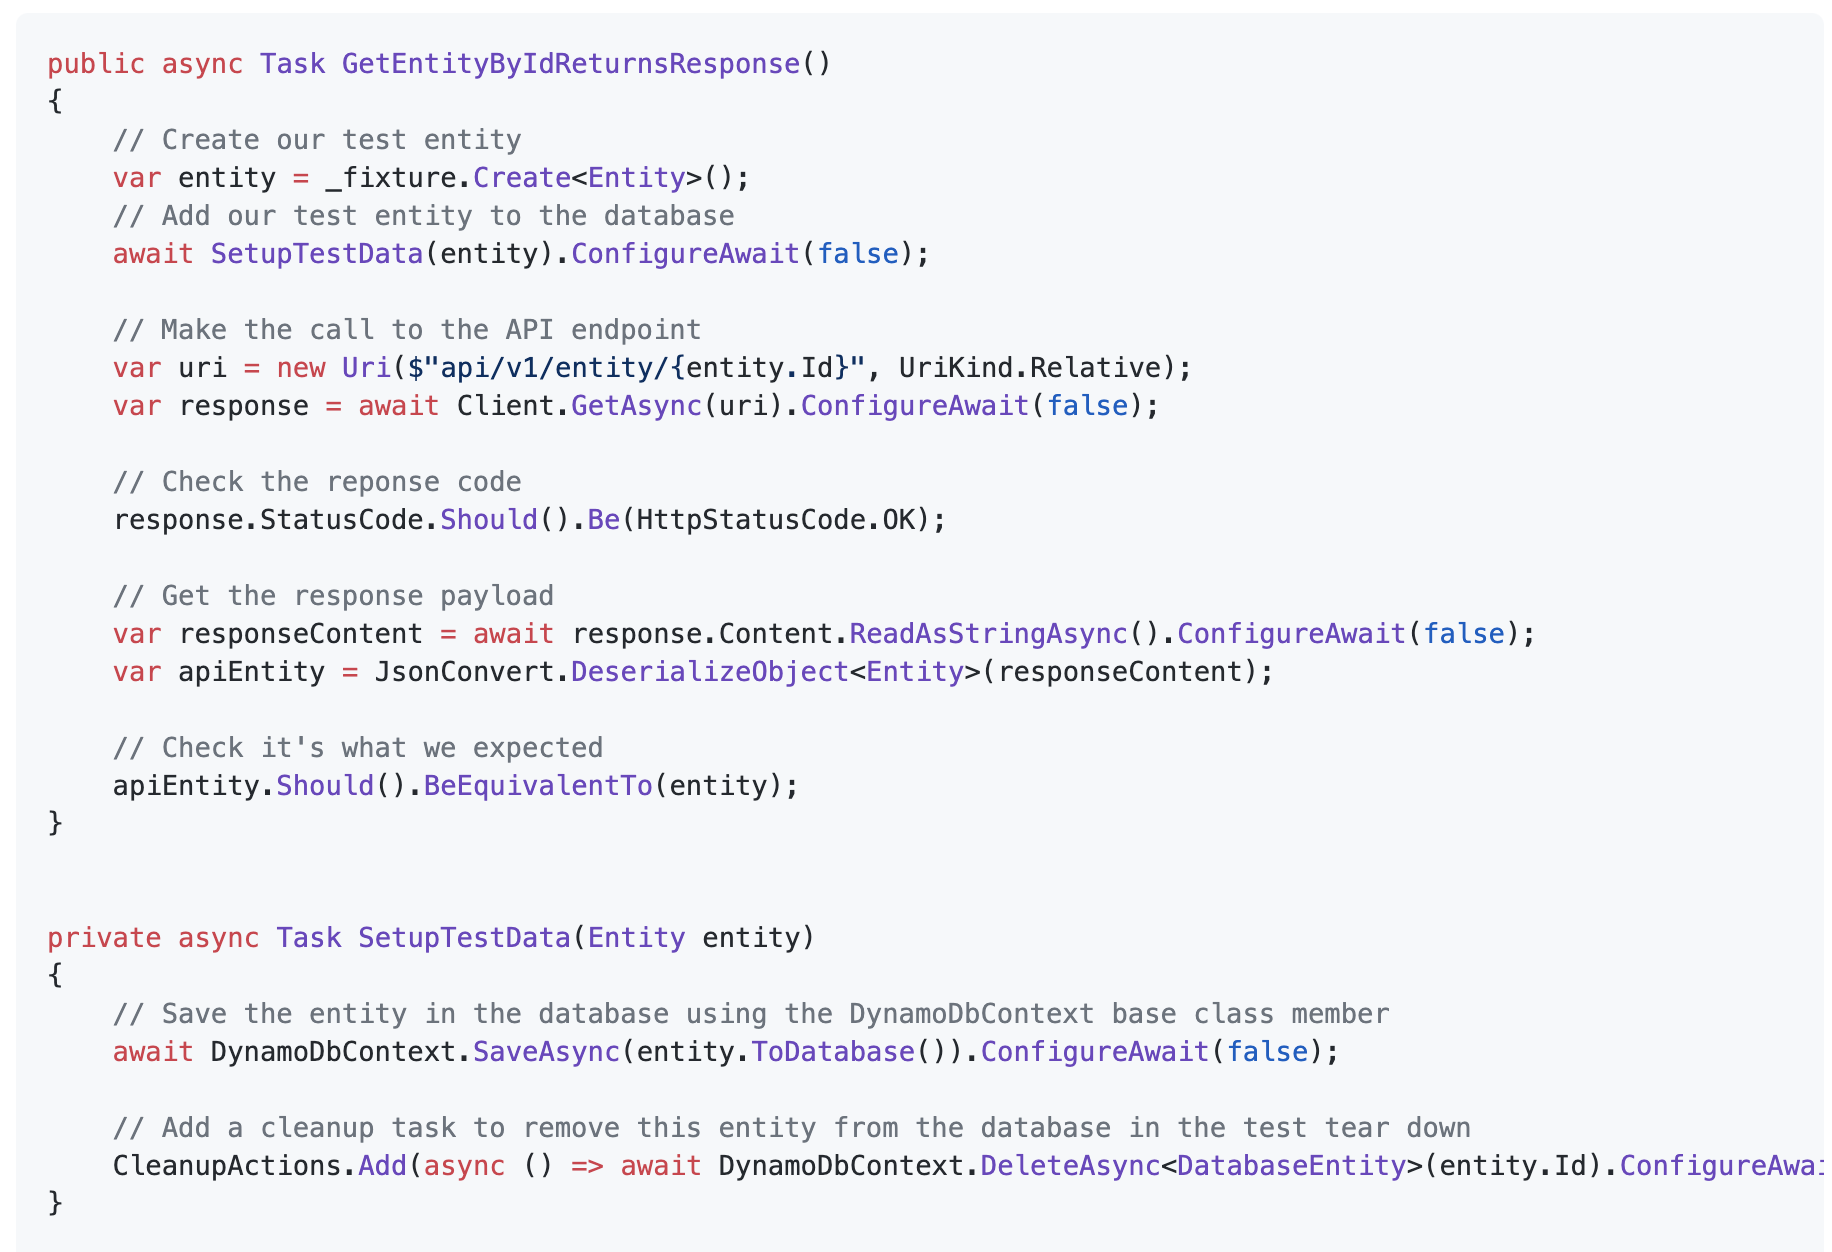 public async Task GetEntityByIdReturnsResponse()
{
    // Create our test entity
    var entity = _fixture.Create<Entity>();
    // Add our test entity to the database
    await SetupTestData(entity).ConfigureAwait(false);

    // Make the call to the API endpoint
    var uri = new Uri($"api/v1/entity/{entity.Id}", UriKind.Relative);
    var response = await Client.GetAsync(uri).ConfigureAwait(false);

    // Check the reponse code
    response.StatusCode.Should().Be(HttpStatusCode.OK);

    // Get the response payload
    var responseContent = await response.Content.ReadAsStringAsync().ConfigureAwait(false);
    var apiEntity = JsonConvert.DeserializeObject<Entity>(responseContent);

    // Check it's what we expected
    apiEntity.Should().BeEquivalentTo(entity);
}

private async Task SetupTestData(Entity entity)
{
    // Save the entity in the database using the DynamoDbContext base class member
    await DynamoDbContext.SaveAsync(entity.ToDatabase()).ConfigureAwait(false);

    // Add a cleanup task to remove this entity from the database in the test tear down
    CleanupActions.Add(async () => await DynamoDbContext.DeleteAsync<DatabaseEntity>(entity.Id).ConfigureAwai
}